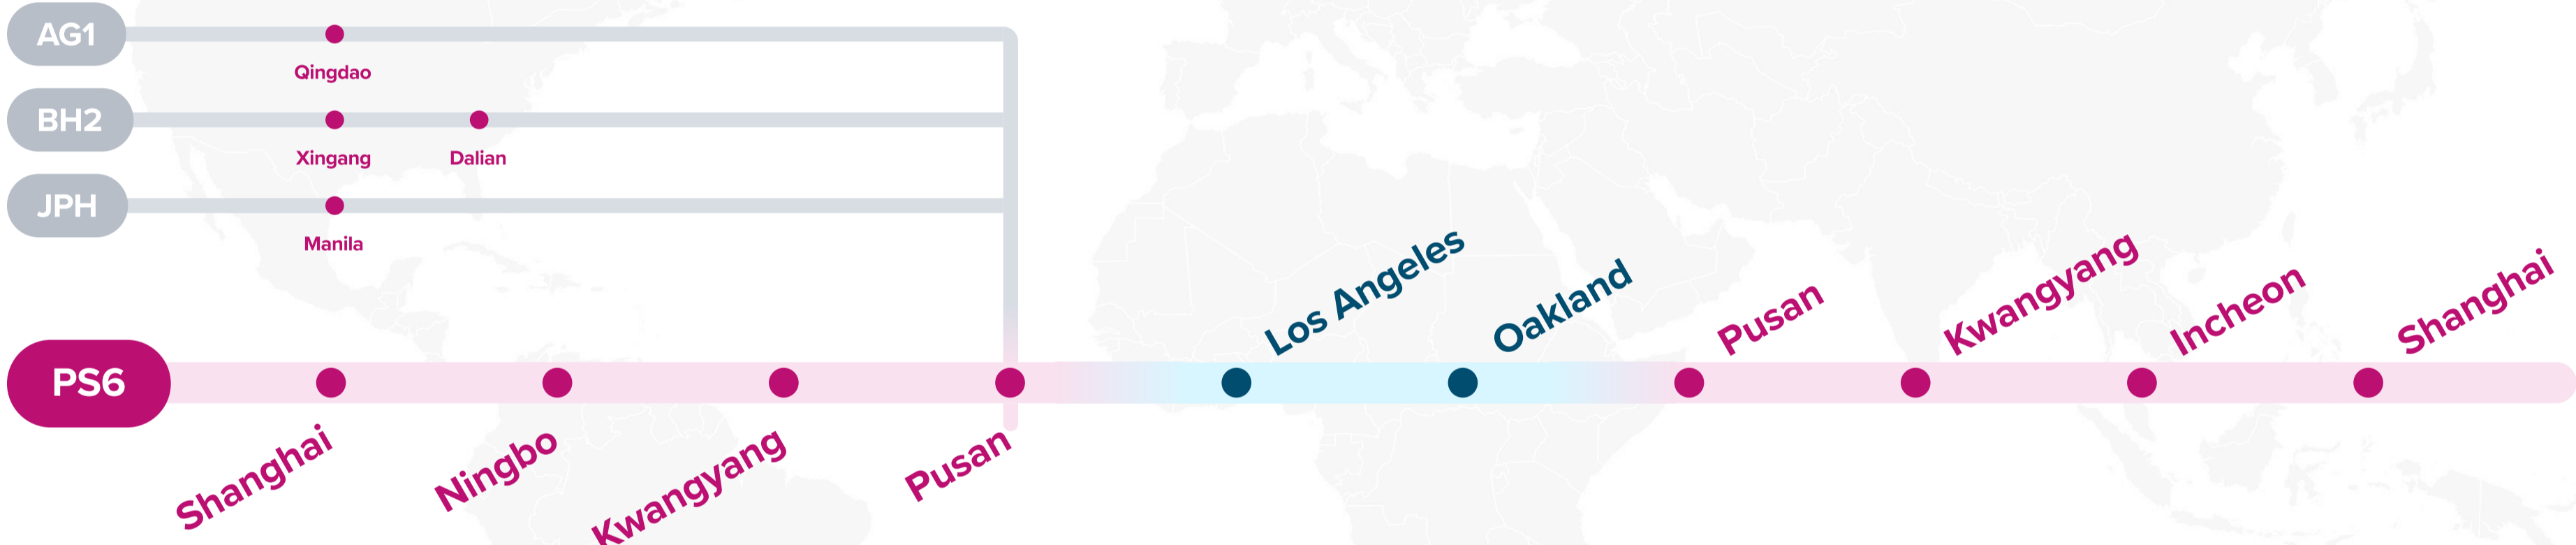 AG1
Qingdao
BH2
Xingang
Dalian
JPH
Manila
PS6
Shanghai
Ningbo
Kwangyang
Pusan
Los Angeles
Oakland
Pusan
Kwangyang
Incheon
Shanghai